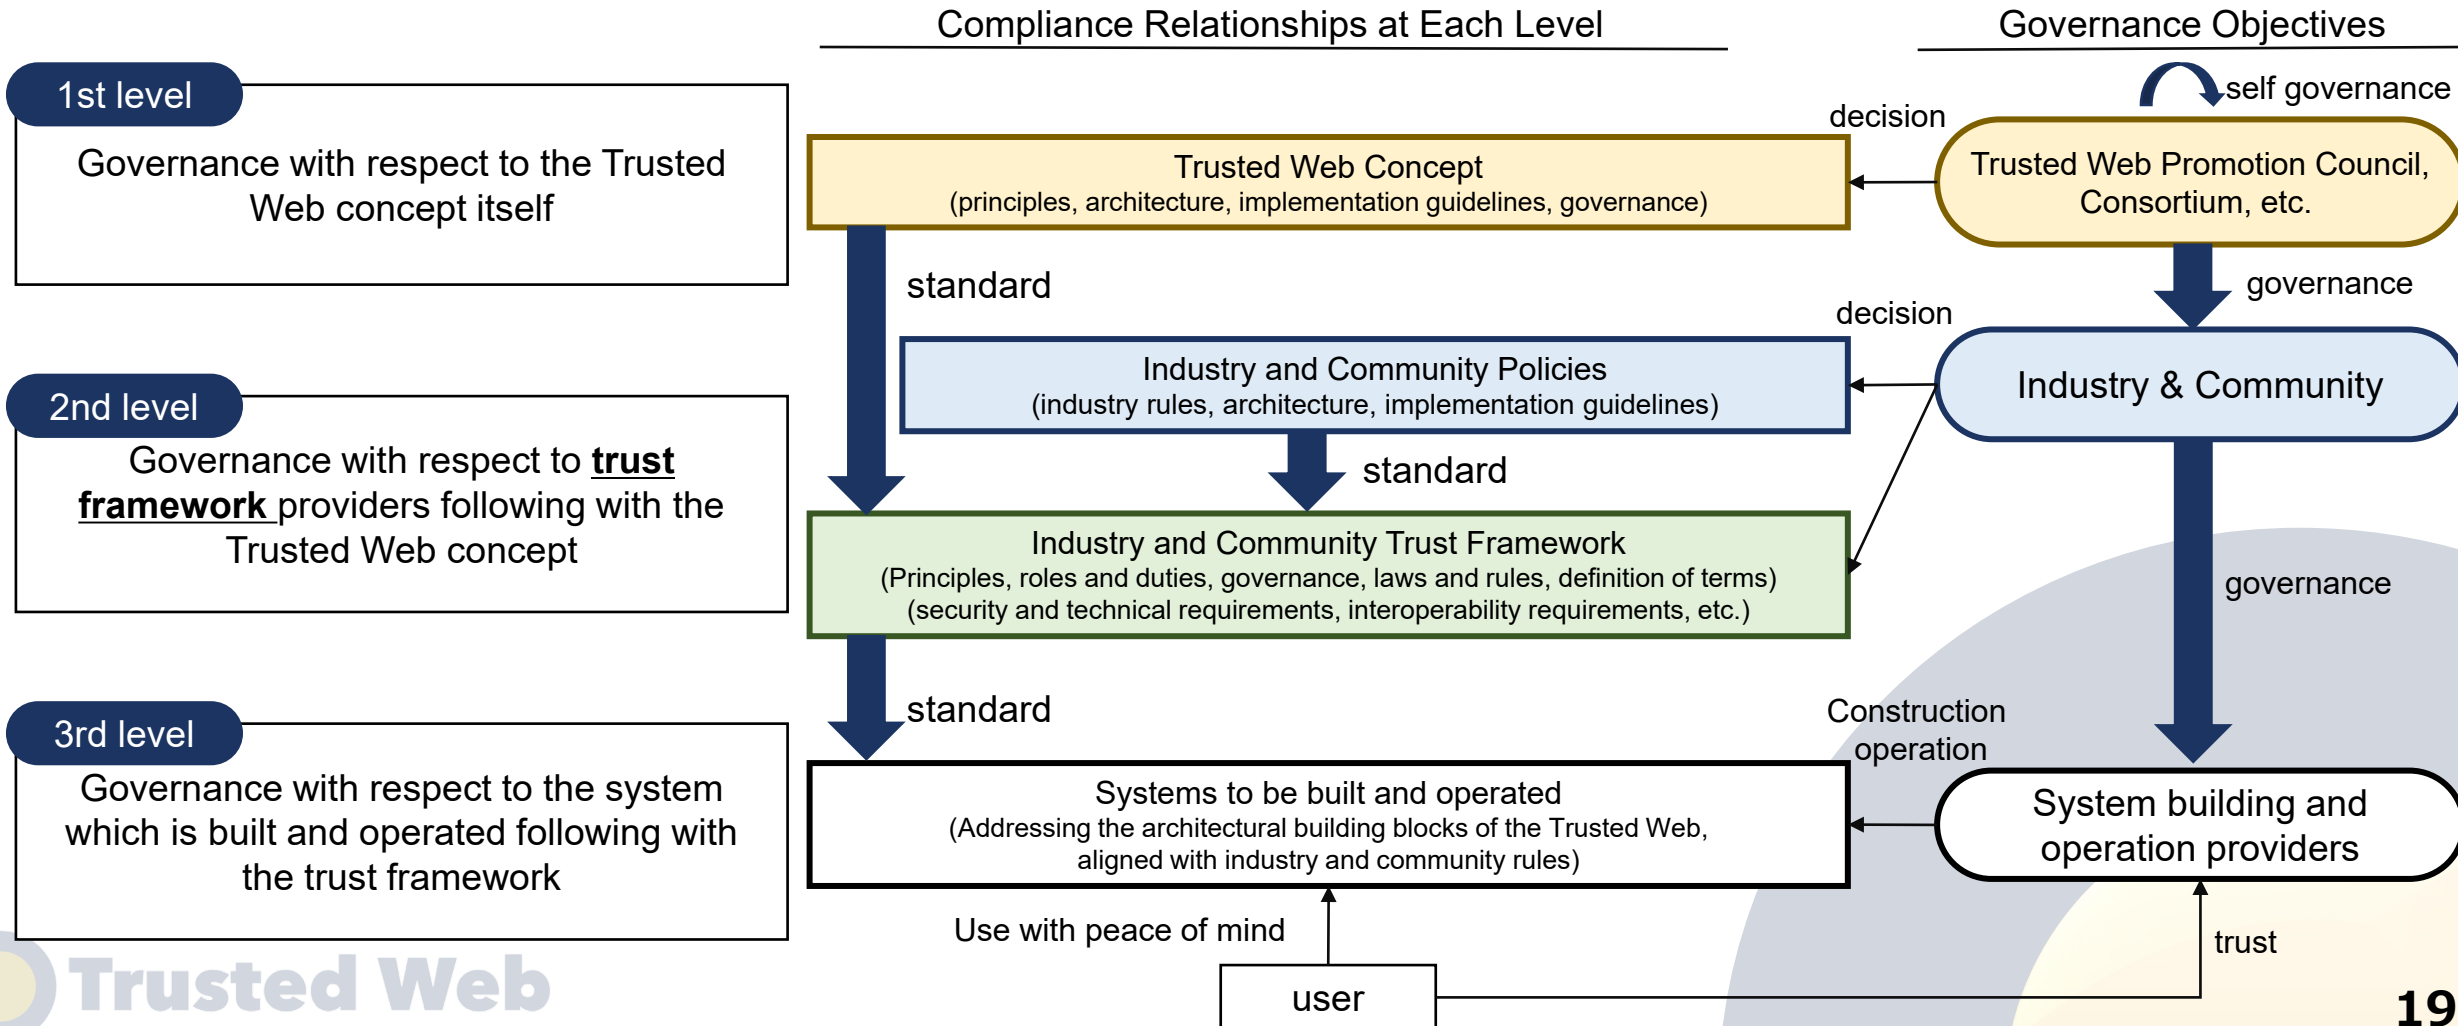 Compliance Relationships at Each Level
Governance Objectives
1st level
Governance with respect to the Trusted
Web concept itself
self governance
decision
Trusted Web Concept
(principles, architecture, implementation guidelines, governance)
Trusted Web Promotion Council,
Consortium, etc.
standard
governance
decision
2nd level
Governance with respect to trust
framework providers following with the
Trusted Web concept
Industry and Community Policies
(industry rules, architecture, implementation guidelines)
Industry & Community
standard
Industry and Community Trust Framework
(Principles, roles and duties, governance, laws and rules, definition of terms)
(security and technical requirements, interoperability requirements, etc.)
governance
standard
Construction
operation
3rd level
Governance with respect to the system
which is built and operated following with
the trust framework
Systems to be built and operated
(Addressing the architectural building blocks of the Trusted Web,
aligned with industry and community rules)
System building and
operation providers
Use with peace of mind
trust
user
Trusted Web
19